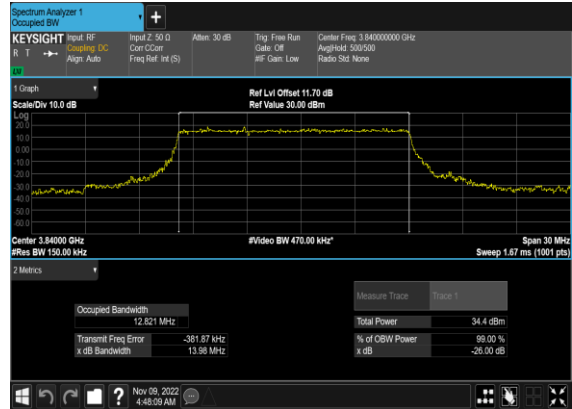 Spectrum Analyzer 1
Occupied BW
KEYSIGHT
R T
Input: RF
Coupling: DC
Align: Auto
Input Z: 50 Ω
Corr CCorr
Freq Ref: Int (S)
Atten: 30 dB
Trig: Free Run
Gate: Off
#IF Gain: Low
Center Freq: 3.840000000 GHz
Avg|Hold: 500/500
Radio Std: None
1 Graph
Scale/Div 10.0 dB
Ref Lvl Offset 11.70 dB
Ref Value 30.00 dBm
Log
20.0
10.0
0.00
-10.0
-20.0
-30.0
-40.0
-50.0
-60.0
Center 3.84000 GHz
#Res BW 150.00 kHz
#Video BW 470.00 kHz*
Span 30 MHz
Sweep 1.67 ms (1001 pts)
2 Metrics
Measure Trace
Trace 1
Occupied Bandwidth
12.821 MHz
Total Power
34.4 dBm
Transmit Freq Error
-381.87 kHz
% of OBW Power
99.00 %
x dB Bandwidth
13.98 MHz
x dB
-26.00 dB
?
Nov 09, 2022
4:48:09 AM